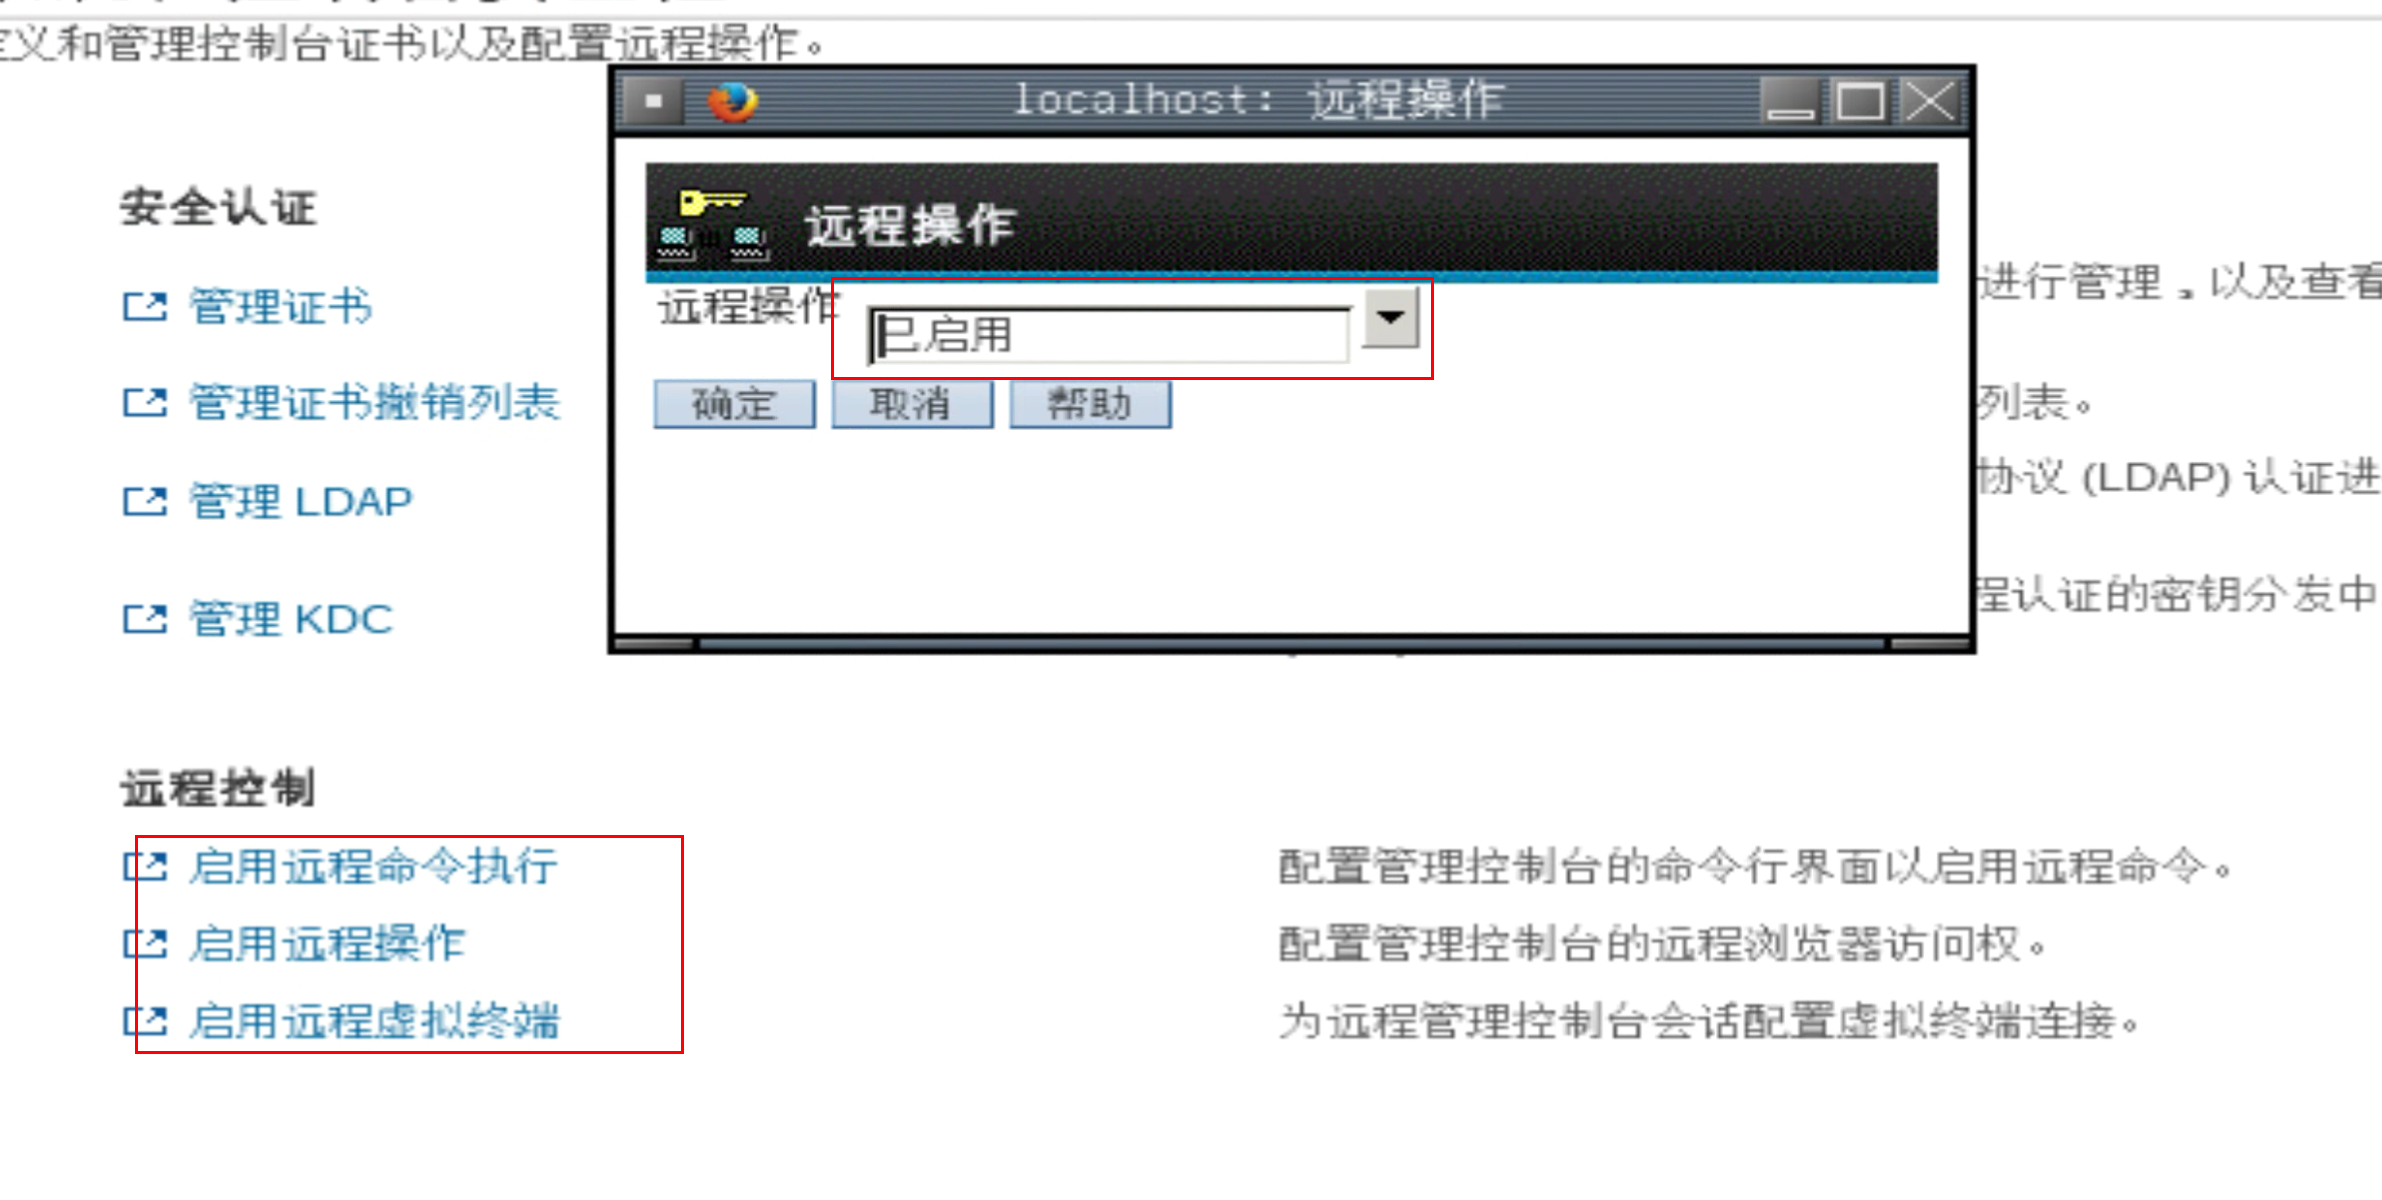 义和管理控制台证书以及配置远程操作。
localhost: 远程操作
远程操作
远程操作 已启用
确定 取消 帮助
安全认证
管理证书
进行管理，以及查看
管理证书撤销列表
列表。
管理 LDAP
协议 (LDAP) 认证进
管理 KDC
程认证的密钥分发中
远程控制
启用远程命令执行 配置管理控制台的命令行界面以启用远程命令。
启用远程操作 配置管理控制台的远程浏览器访问权。
启用远程虚拟终端 为远程管理控制台会话配置虚拟终端连接。